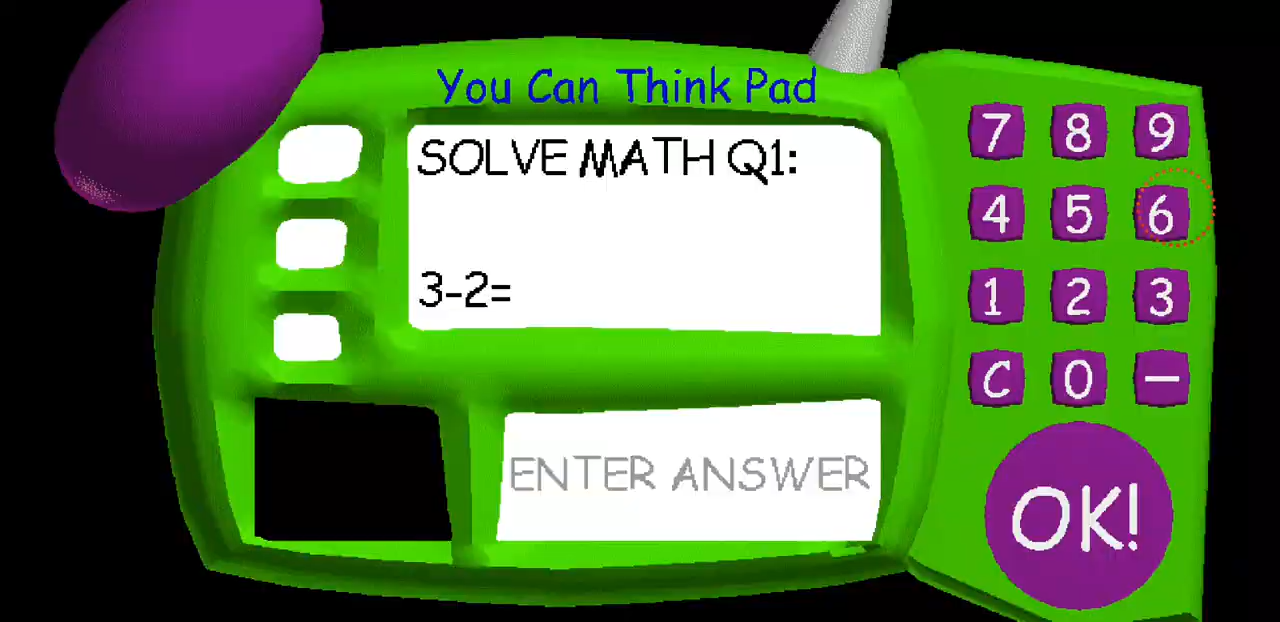 You Can Think Pad
SOLVE MATH Q1:
3-2=
ENTER ANSWER
7 8 9
4 5 6
1 2 3
C 0 —
OK!